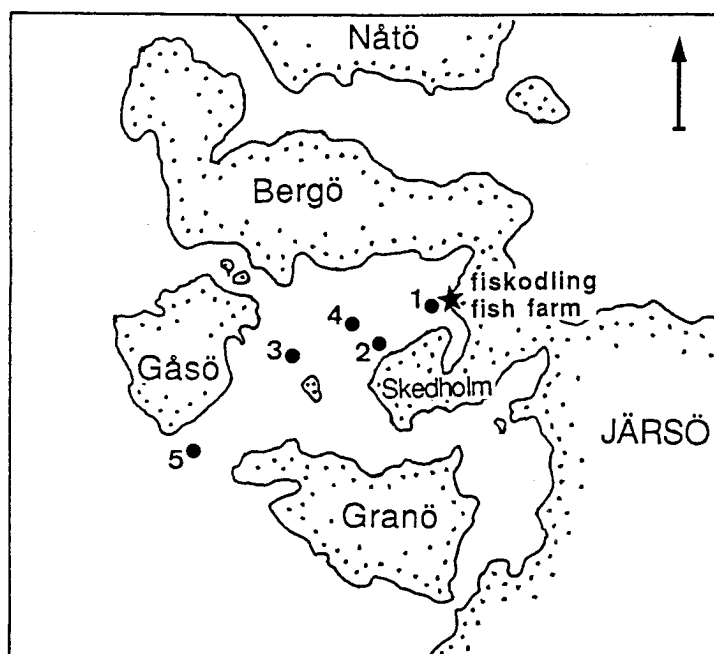 Nåtö
Bergö
fiskodling
fish farm
1
4
2
3
Gåsö
Skedholm
JÄRSÖ
5
Granö